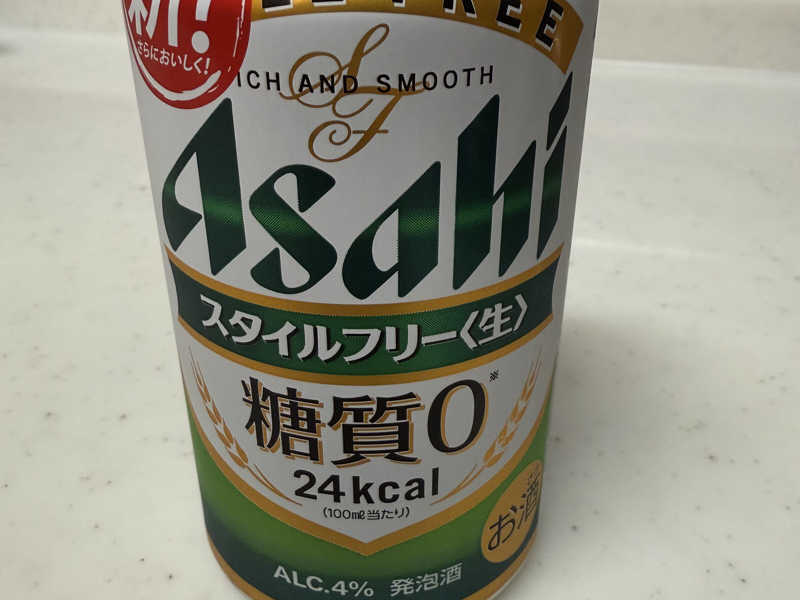 新!
さらにおいしく!
FREE
RICH AND SMOOTH
SF
Asahi
スタイルフリー〈生〉
糖質0※
24kcal
(100ml当たり)
お酒
ALC.4% 発泡酒